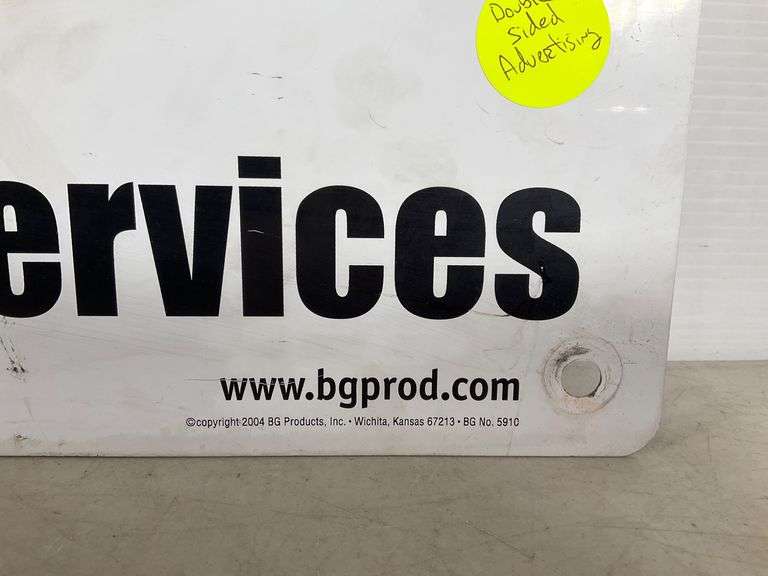 Double
sided
Advertising
ervices
www.bgprod.com
©copyright 2004 BG Products, Inc. • Wichita, Kansas 67213 • BG No. 5910